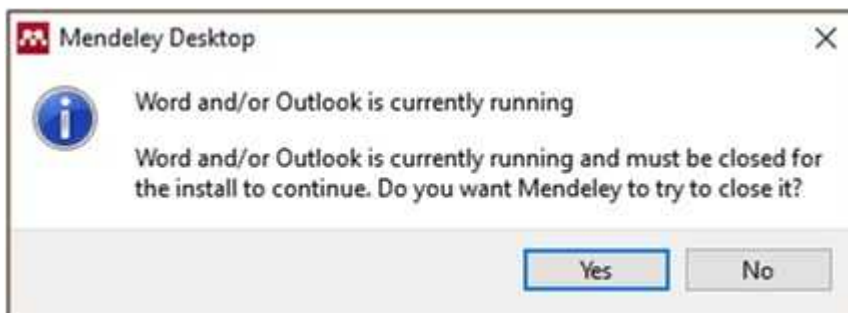 Mendeley Desktop
Word and/or Outlook is currently running
Word and/or Outlook is currently running and must be closed for
the install to continue. Do you want Mendeley to try to close it?
Yes No